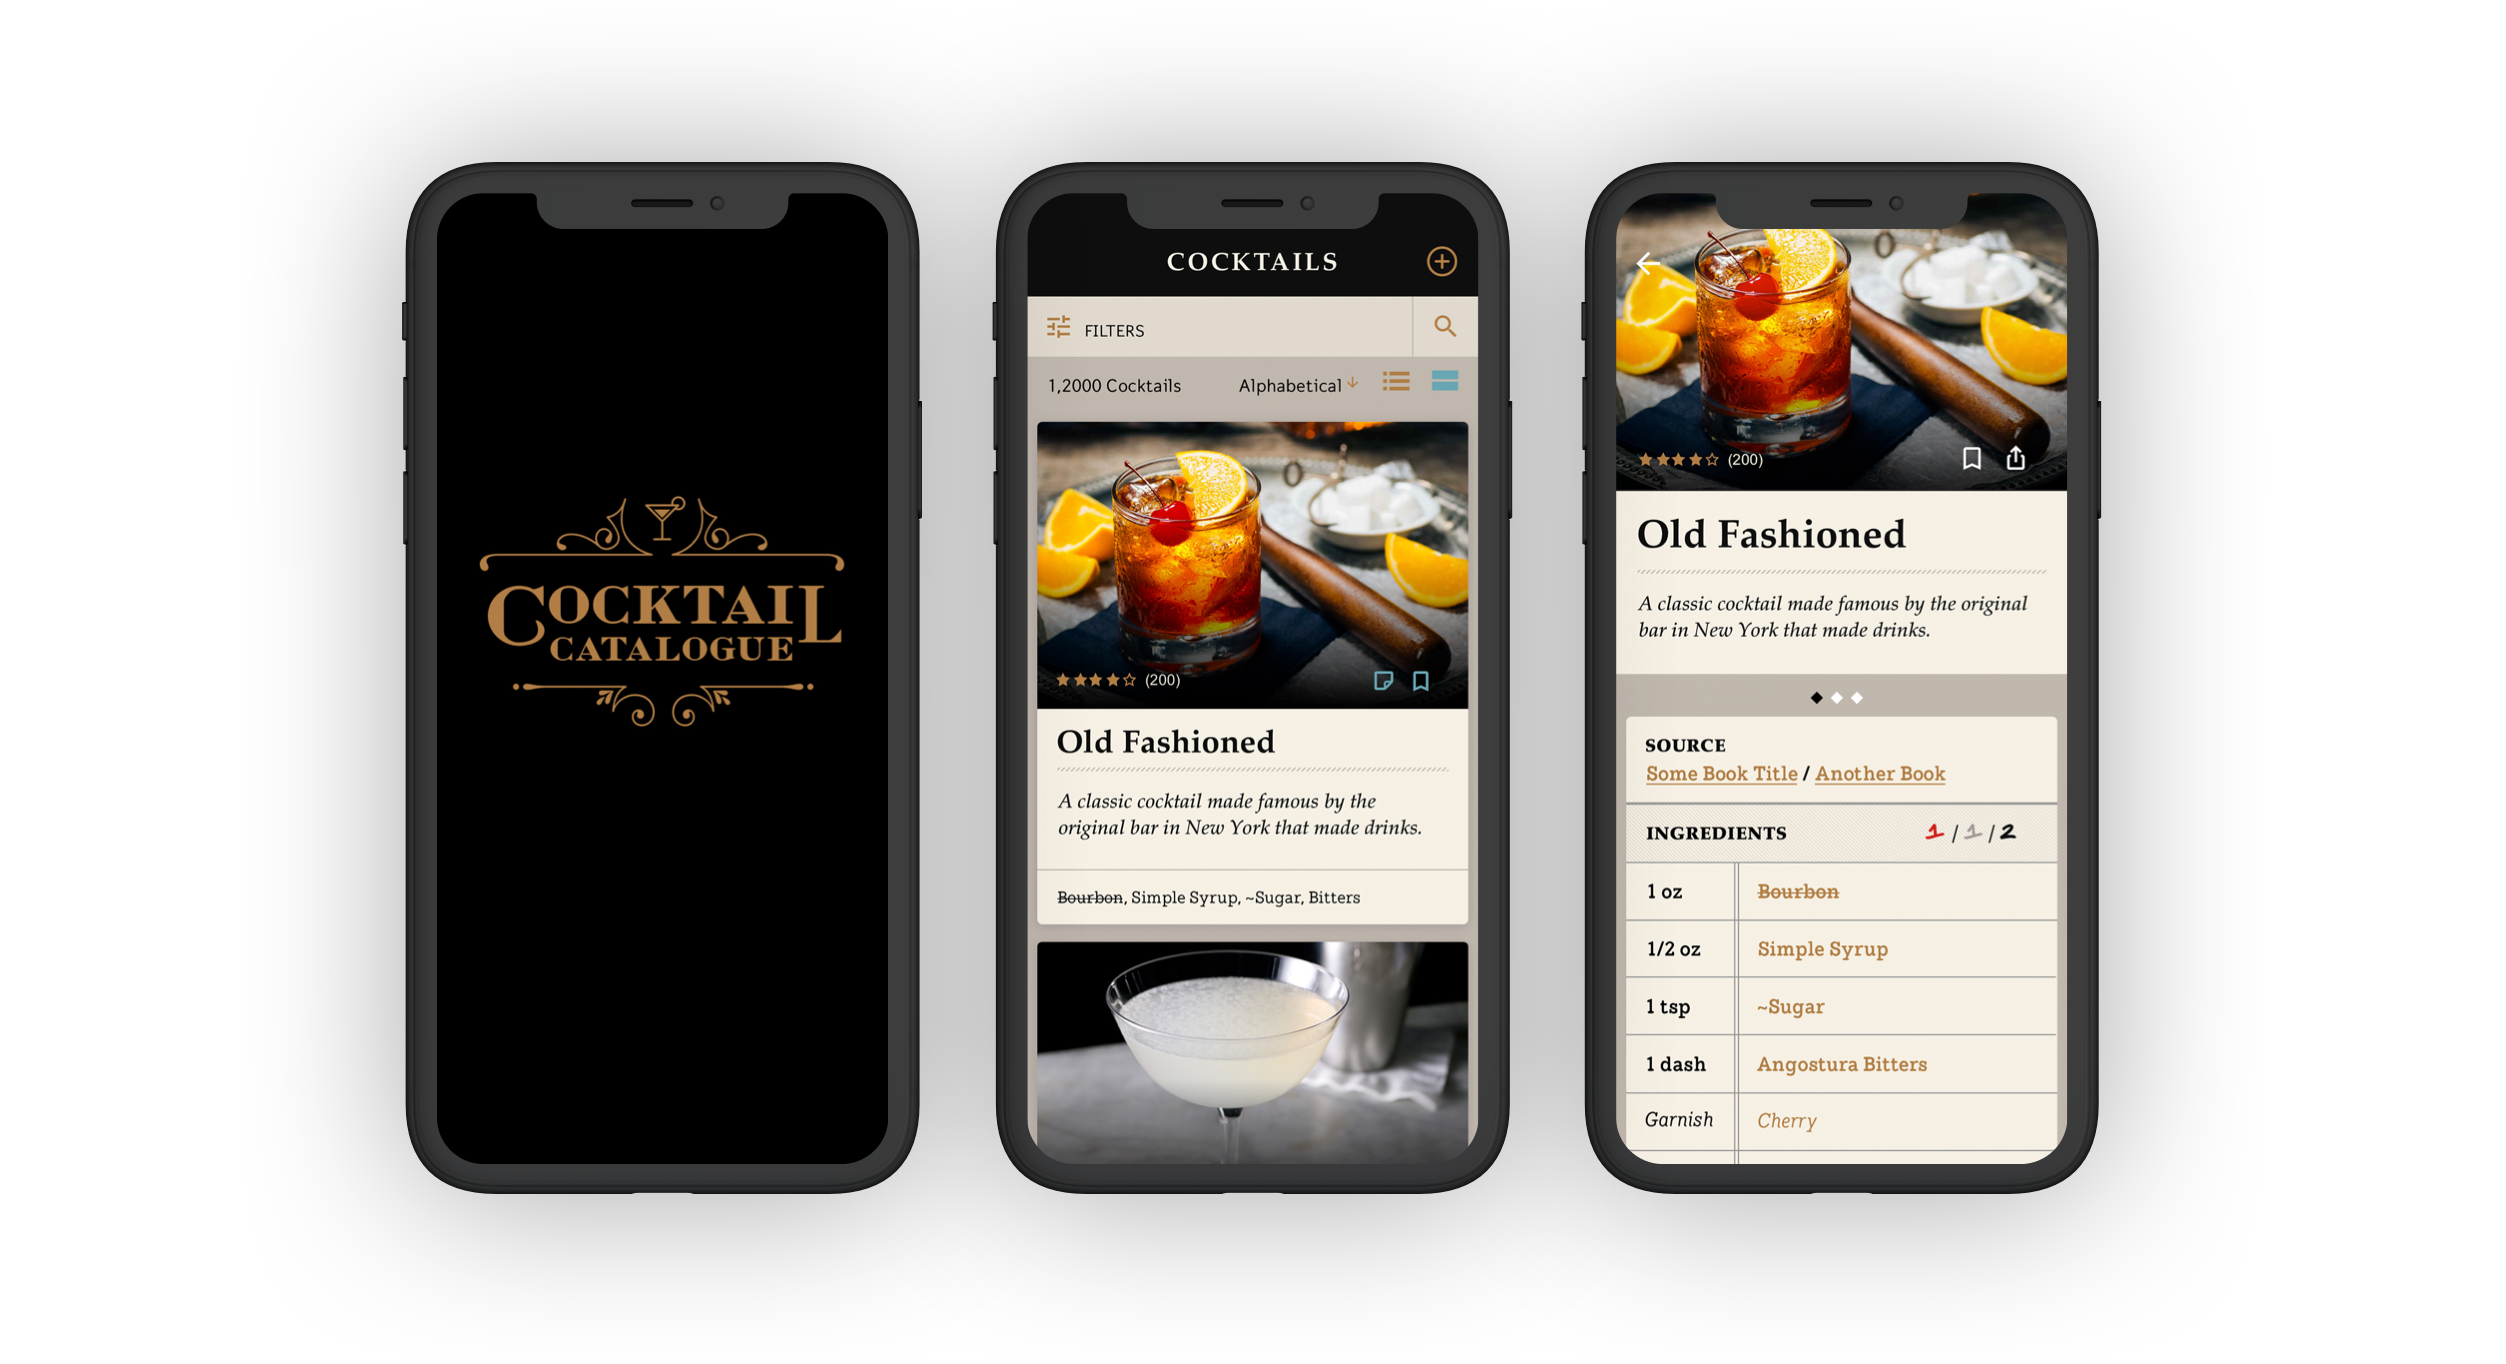 COCKTAIL
CATALOGUE
COCKTAILS
FILTERS
1,2000 Cocktails Alphabetical
(200)
Old Fashioned
A classic cocktail made famous by the
original bar in New York that made drinks.
Bourbon, Simple Syrup, ~Sugar, Bitters
(200)
Old Fashioned
A classic cocktail made famous by the original
bar in New York that made drinks.
SOURCE
Some Book Title / Another Book
INGREDIENTS 1 / 1 / 2
1 oz Bourbon
1/2 oz Simple Syrup
1 tsp ~Sugar
1 dash Angostura Bitters
Garnish Cherry